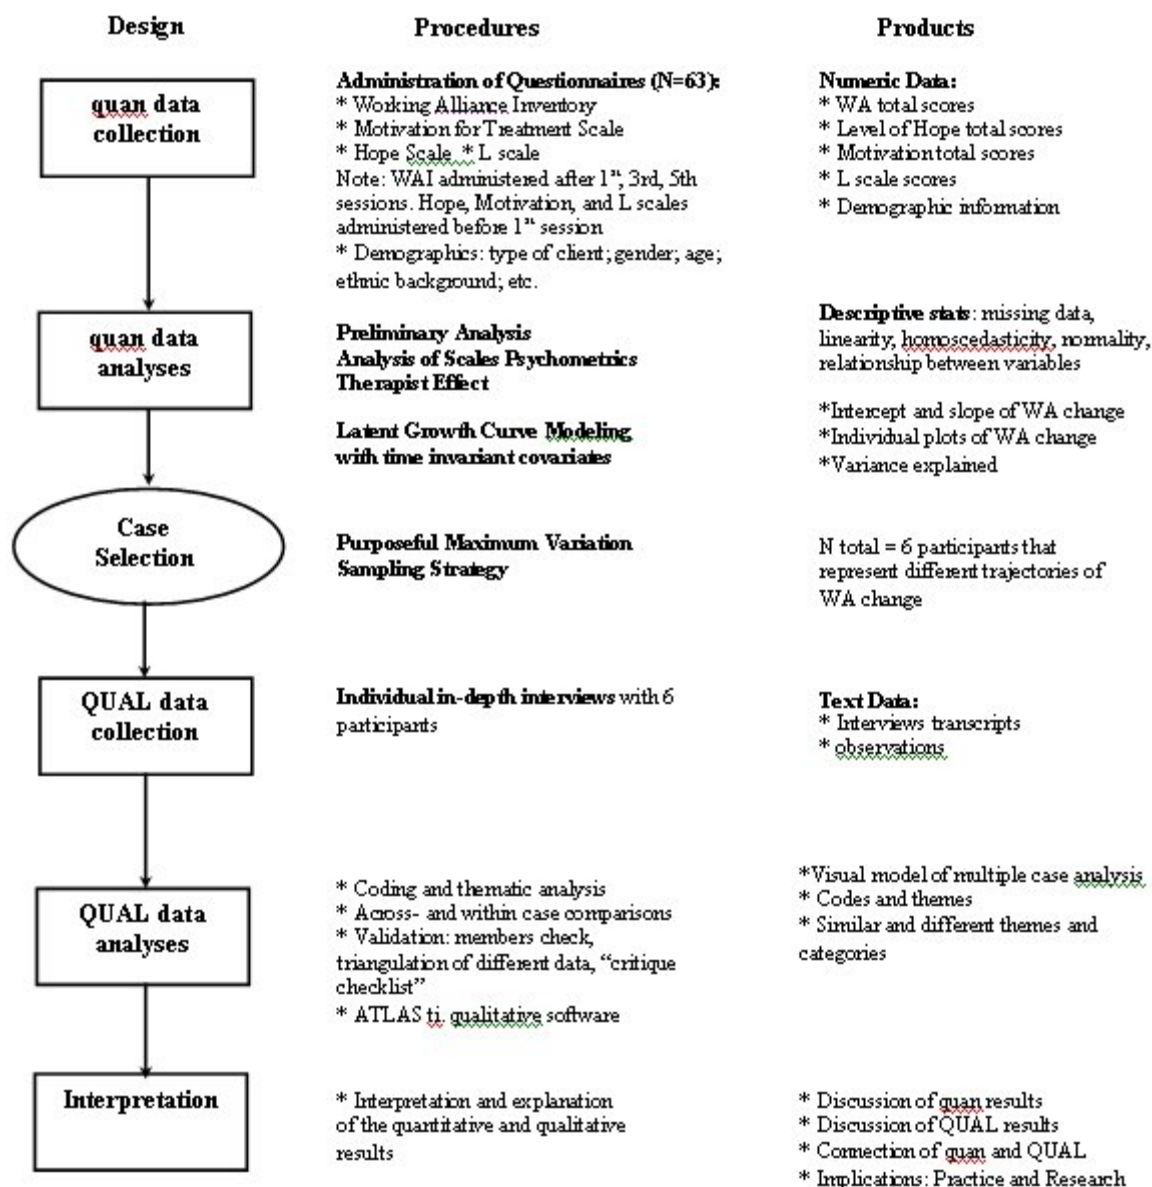 Design
Procedures
Products
quan data
collection
Administration of Questionnaires (N=63):
* Working Alliance Inventory
* Motivation for Treatment Scale
* Hope Scale * L scale
Note: WAI administered after 1st, 3rd, 5th
sessions. Hope, Motivation, and L scales
administered before 1st session
* Demographics: type of client; gender; age;
ethnic background; etc.
Numeric Data:
* WA total scores
* Level of Hope total scores
* Motivation total scores
* L scale scores
* Demographic information
quan data
analyses
Preliminary Analysis
Analysis of Scales Psychometrics
Therapist Effect
Latent Growth Curve Modeling
with time invariant covariates
Descriptive stats: missing data,
linearity, homoscedasticity, normality,
relationship between variables
*Intercept and slope of WA change
*Individual plots of WA change
*Variance explained
Case
Selection
Purposeful Maximum Variation
Sampling Strategy
N total = 6 participants that
represent different trajectories of
WA change
QUAL data
collection
Individual in-depth interviews with 6
participants
Text Data:
* Interviews transcripts
* observations
QUAL data
analyses
* Coding and thematic analysis
* Across- and within case comparisons
* Validation: members check,
triangulation of different data, “critique
checklist”
* ATLAS ti. qualitative software
*Visual model of multiple case analysis
* Codes and themes
* Similar and different themes and
categories
Interpretation
* Interpretation and explanation
of the quantitative and qualitative
results
* Discussion of quan results
* Discussion of QUAL results
* Connection of quan and QUAL
* Implications: Practice and Research